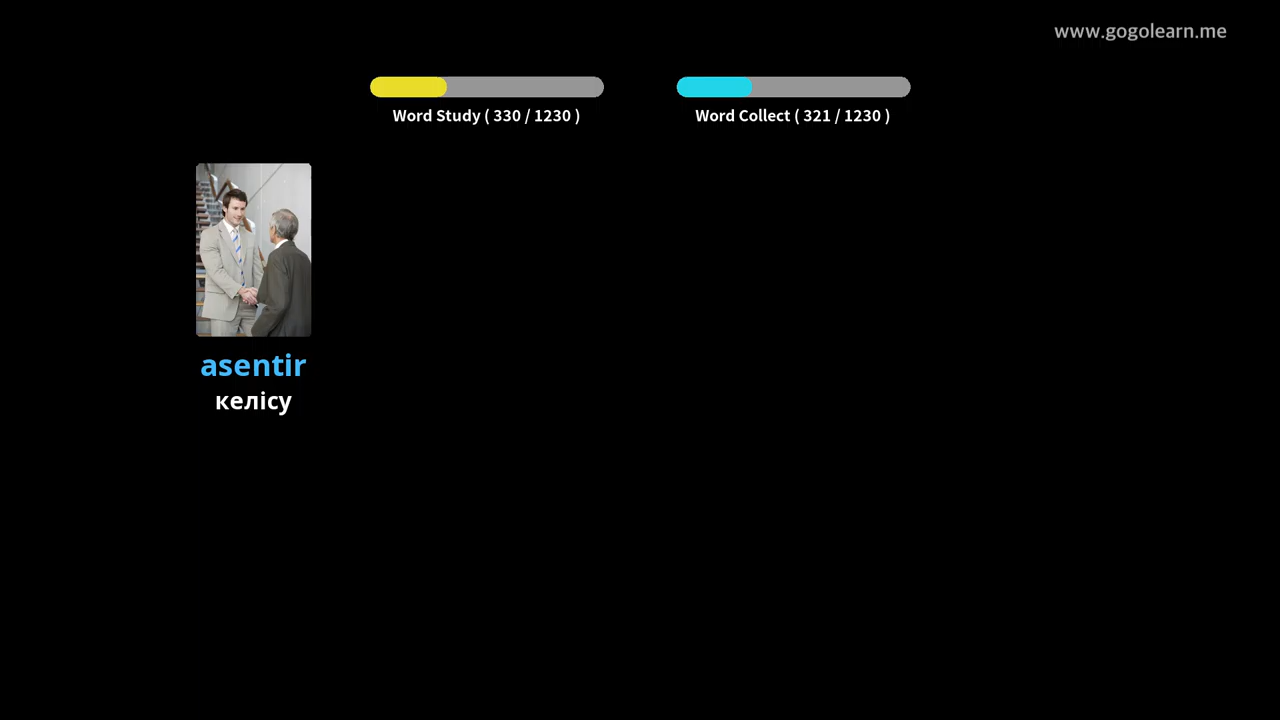 www.gogolearn.me
Word Study ( 330 / 1230 )
Word Collect ( 321 / 1230 )
asentir
келісу